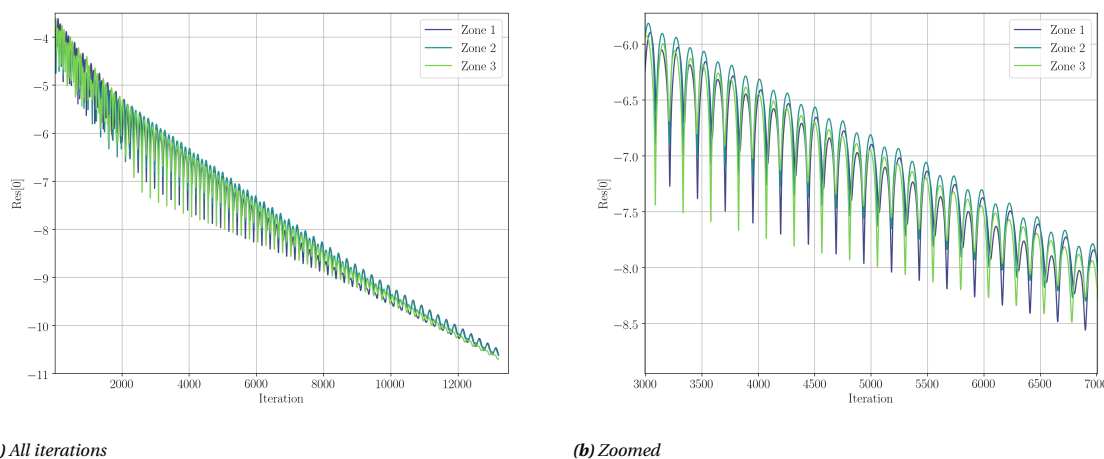 Zone 1
Zone 2
Zone 3
−4
−5
−6
−7
−8
−9
−10
−11
Res[0]
2000 4000 6000 8000 10000 12000
Iteration
) All iterations
Zone 1
Zone 2
Zone 3
−6.0
−6.5
−7.0
−7.5
−8.0
−8.5
Res[0]
3000 3500 4000 4500 5000 5500 6000 6500 7000
Iteration
(b) Zoomed